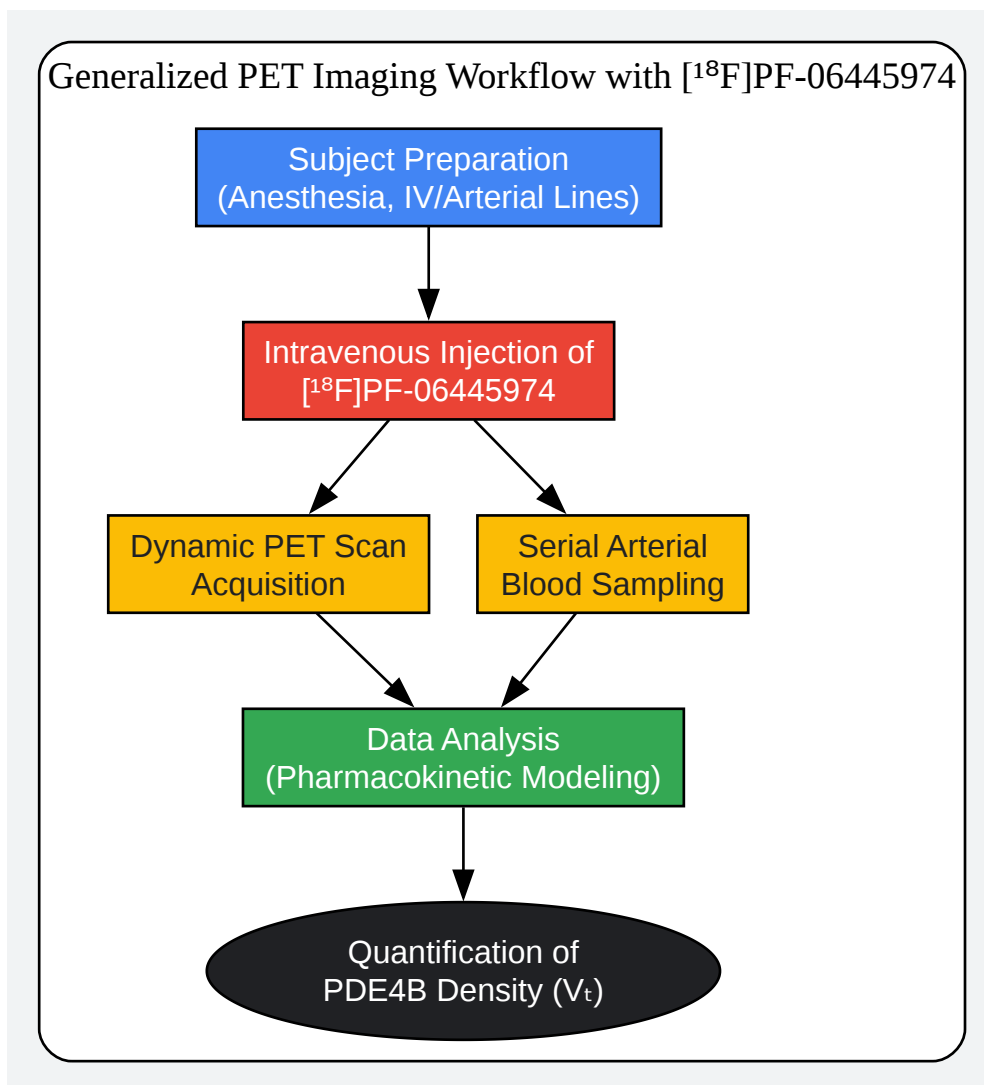 Generalized PET Imaging Workflow with [¹⁸F]PF-06445974
Subject Preparation
(Anesthesia, IV/Arterial Lines)
Intravenous Injection of
[¹⁸F]PF-06445974
Dynamic PET Scan
Acquisition
Serial Arterial
Blood Sampling
Data Analysis
(Pharmacokinetic Modeling)
Quantification of
PDE4B Density (Vₜ)